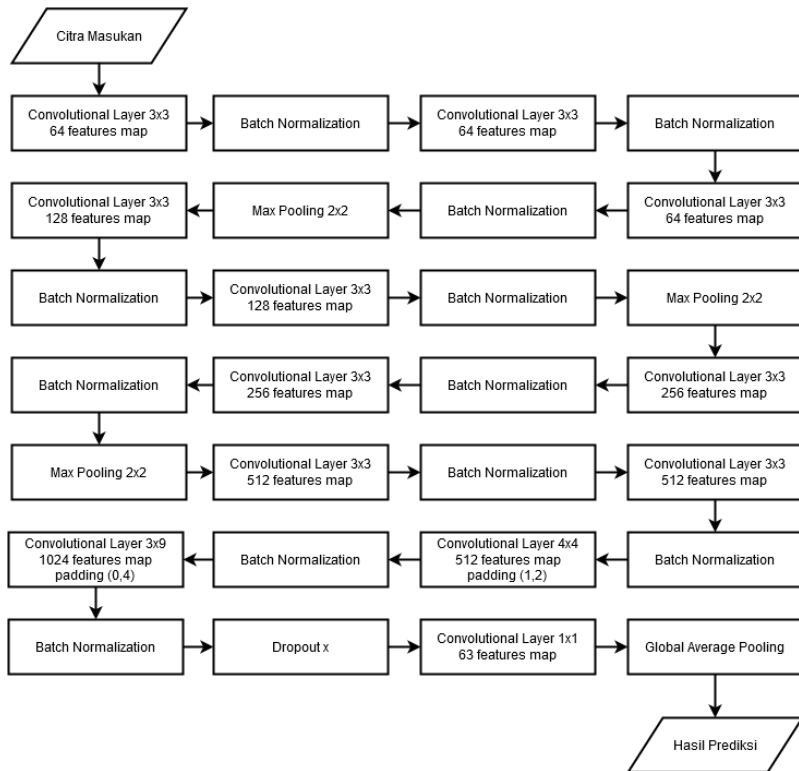 Citra Masukan
Convolutional Layer 3x3
64 features map
Batch Normalization
Convolutional Layer 3x3
64 features map
Batch Normalization
Convolutional Layer 3x3
64 features map
Batch Normalization
Max Pooling 2x2
Convolutional Layer 3x3
128 features map
Batch Normalization
Convolutional Layer 3x3
128 features map
Batch Normalization
Max Pooling 2x2
Convolutional Layer 3x3
256 features map
Batch Normalization
Convolutional Layer 3x3
256 features map
Batch Normalization
Max Pooling 2x2
Convolutional Layer 3x3
512 features map
Batch Normalization
Convolutional Layer 3x3
512 features map
Batch Normalization
Convolutional Layer 4x4
512 features map
padding (1,2)
Batch Normalization
Convolutional Layer 3x9
1024 features map
padding (0,4)
Batch Normalization
Dropout x
Convolutional Layer 1x1
63 features map
Global Average Pooling
Hasil Prediksi